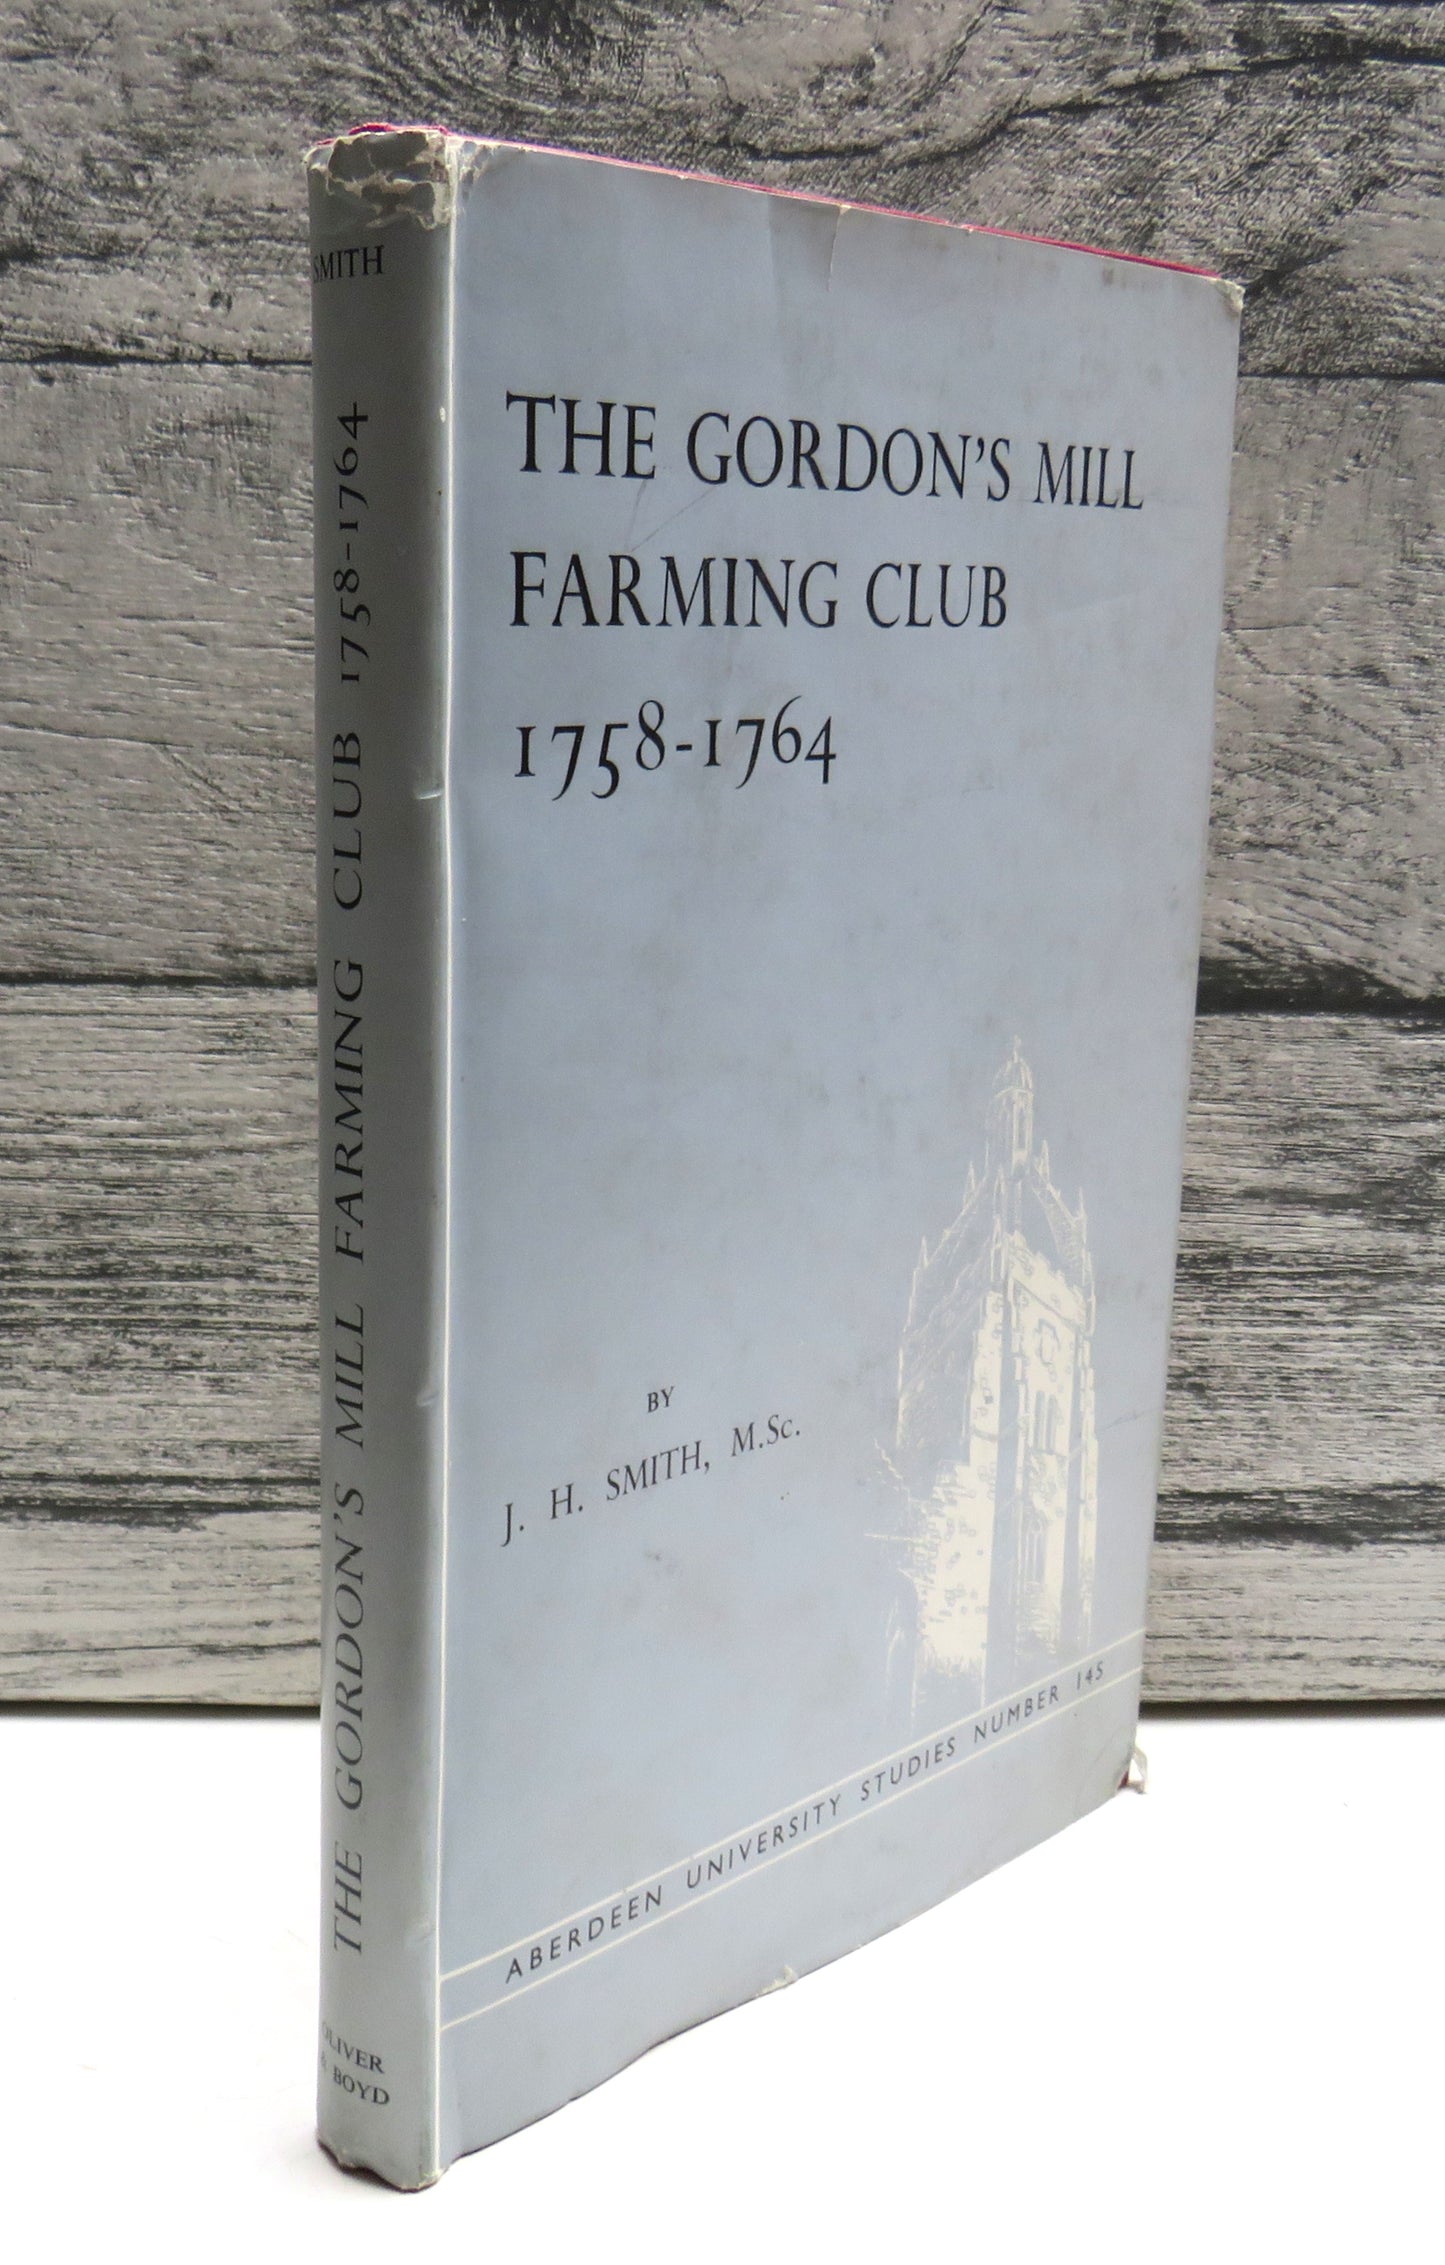 SMITH
THE GORDON'S MILL FARMING CLUB 1758-1764
OLIVER
& BOYD
THE GORDON'S MILL
FARMING CLUB
1758-1764
BY
J. H. SMITH, M.Sc.
ABERDEEN UNIVERSITY STUDIES NUMBER 145